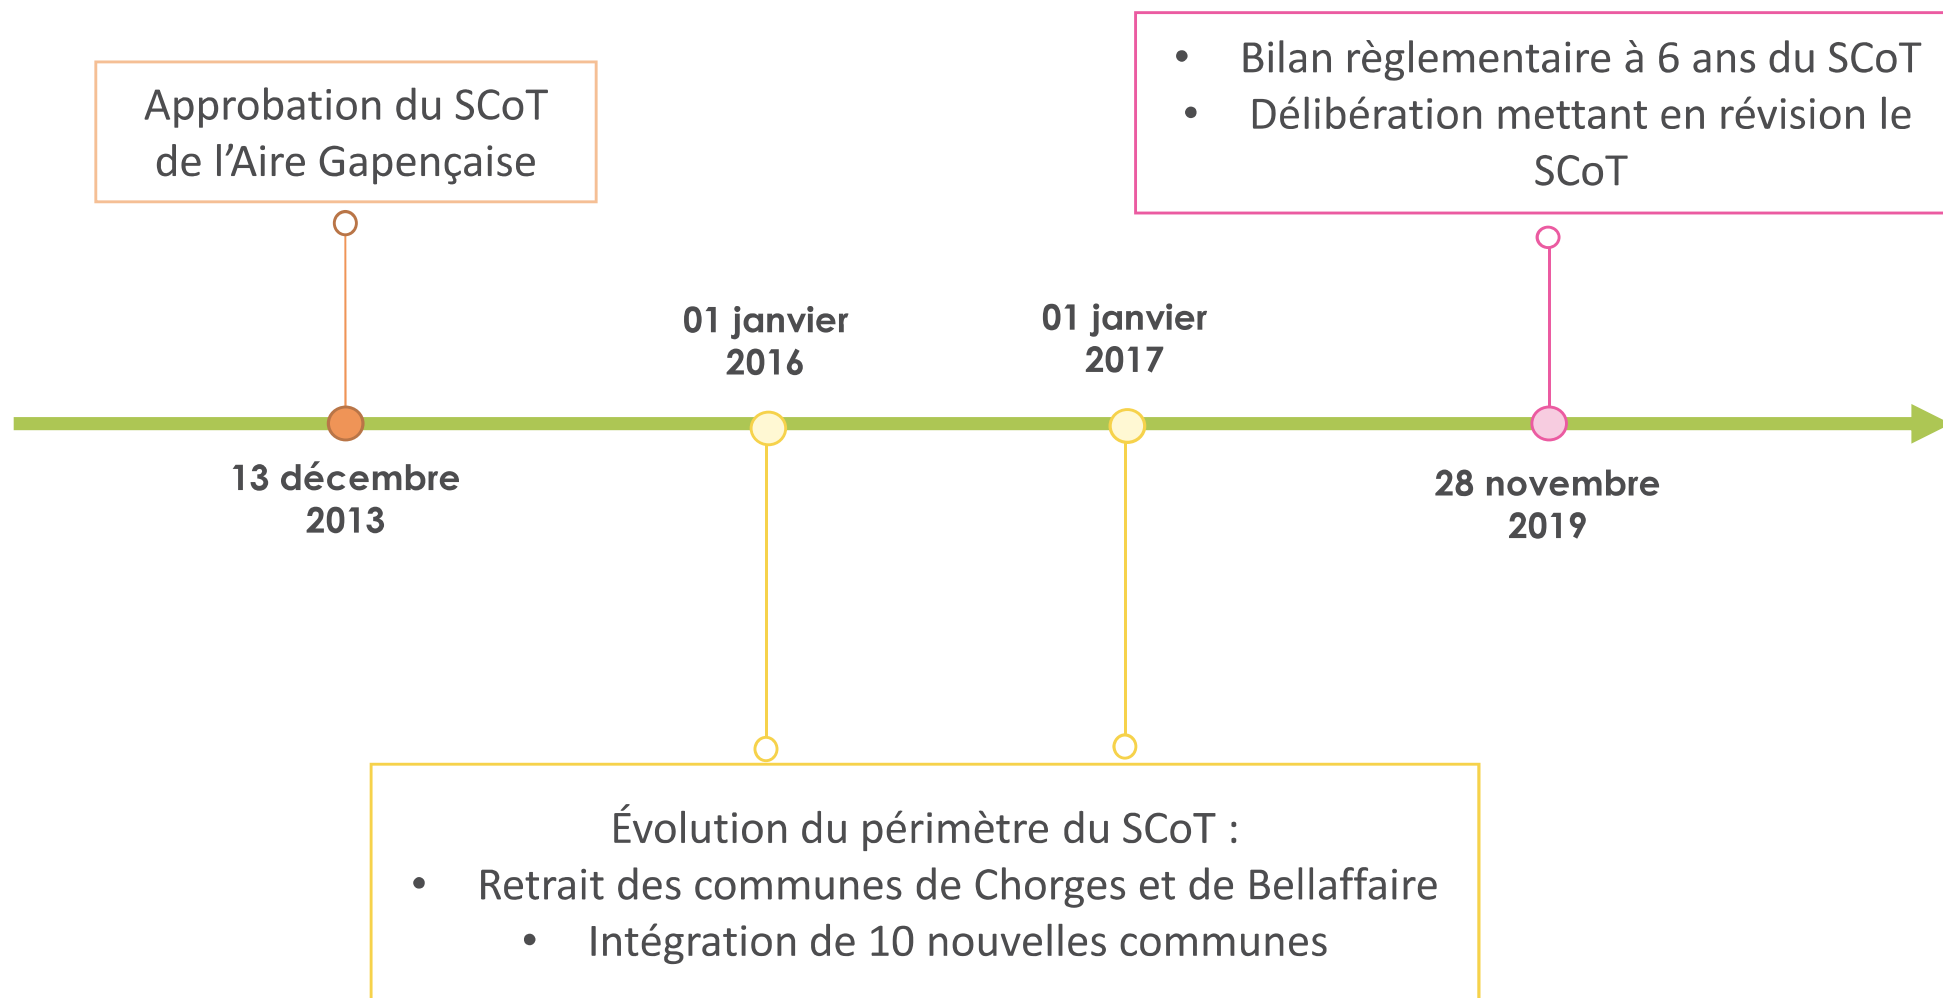 Approbation du SCoT
de l’Aire Gapençaise
• Bilan règlementaire à 6 ans du SCoT
• Délibération mettant en révision le
SCoT
01 janvier
2016
01 janvier
2017
13 décembre
2013
28 novembre
2019
Évolution du périmètre du SCoT :
• Retrait des communes de Chorges et de Bellaffaire
• Intégration de 10 nouvelles communes